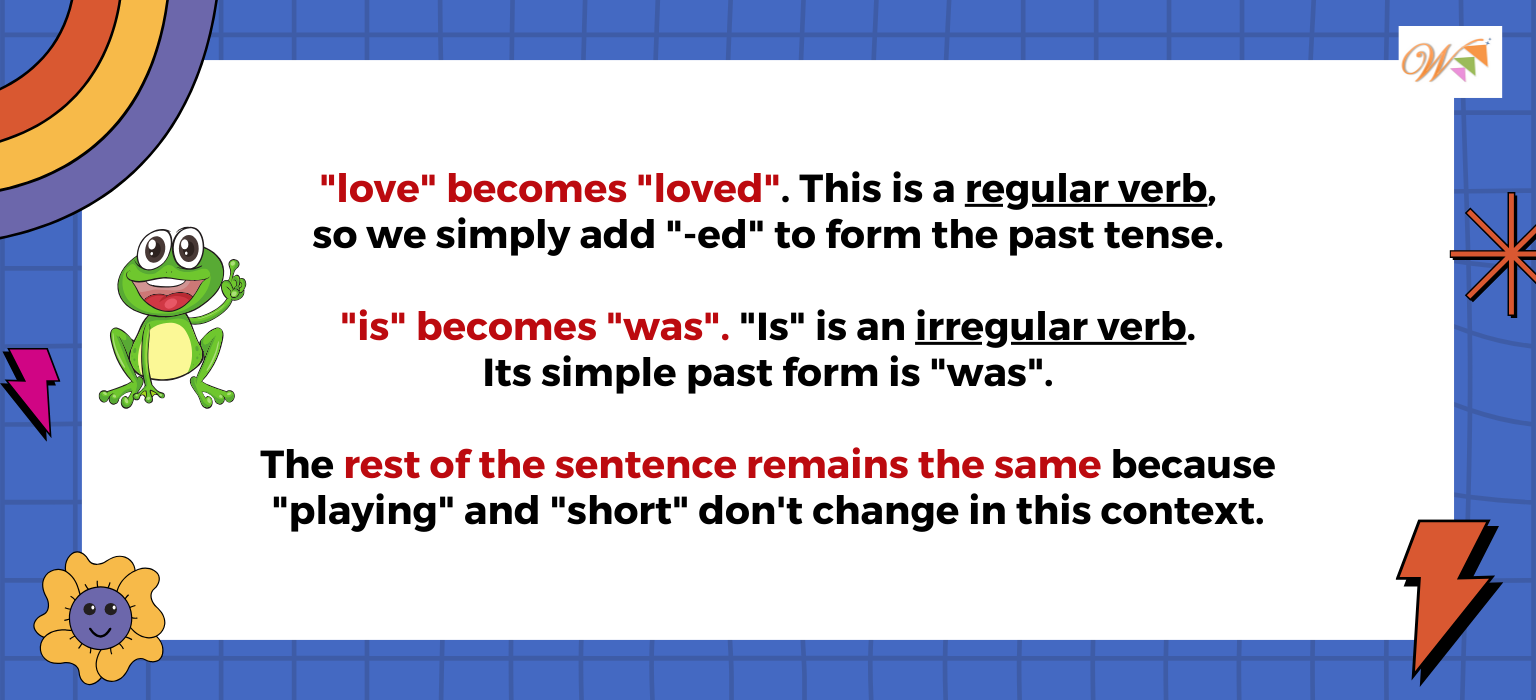 "love" becomes "loved". This is a regular verb,
so we simply add "-ed" to form the past tense.
"is" becomes "was". "Is" is an irregular verb.
Its simple past form is "was".
The rest of the sentence remains the same because
"playing" and "short" don't change in this context.
W